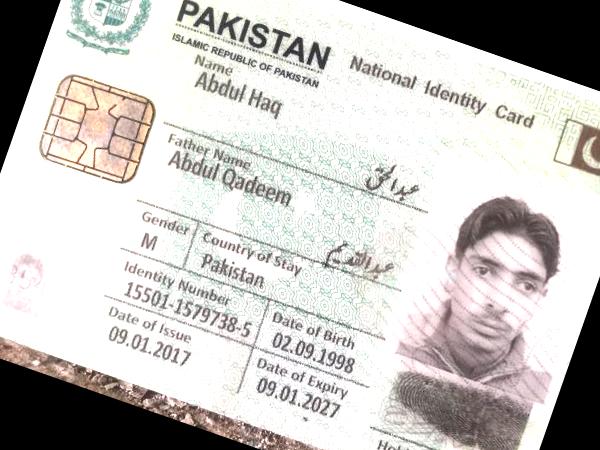 PAKISTAN National Identity Card
ISLAMIC REPUBLIC OF PAKISTAN
Name
Abdul Haq
عبدالحق
Father Name
Abdul Qadeem
عبدالقدیم
Gender Country of Stay
M Pakistan
Identity Number Date of Birth
15501-1579738-5 02.09.1998
Date of Issue Date of Expiry
09.01.2017 09.01.2027